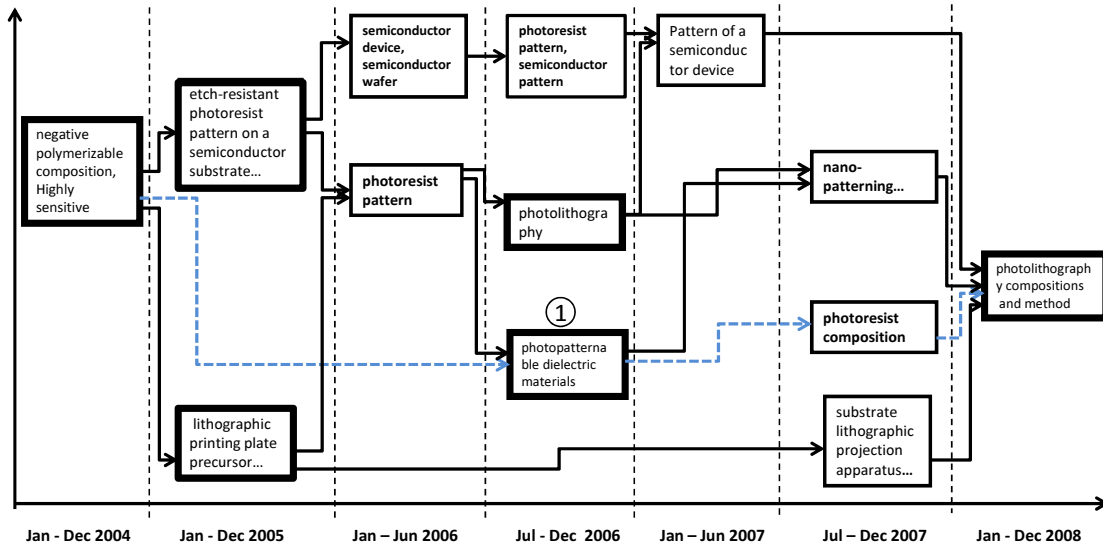 negative
polymerizable
composition,
Highly
sensitive
etch-resistant
photoresist
pattern on a
semiconductor
substrate…
lithographic
printing plate
precursor…
semiconductor
device,
semiconductor
wafer
photoresist
pattern
photoresist
pattern,
semiconductor
pattern
photolithogra
phy
1
photopatterna
ble dielectric
materials
Pattern of a
semiconduc
tor device
nano-
patterning…
photoresist
composition
substrate
lithographic
projection
apparatus…
photolithograph
y compositions
and method
Jan - Dec 2004
Jan - Dec 2005
Jan – Jun 2006
Jul - Dec 2006
Jan – Jun 2007
Jul – Dec 2007
Jan - Dec 2008